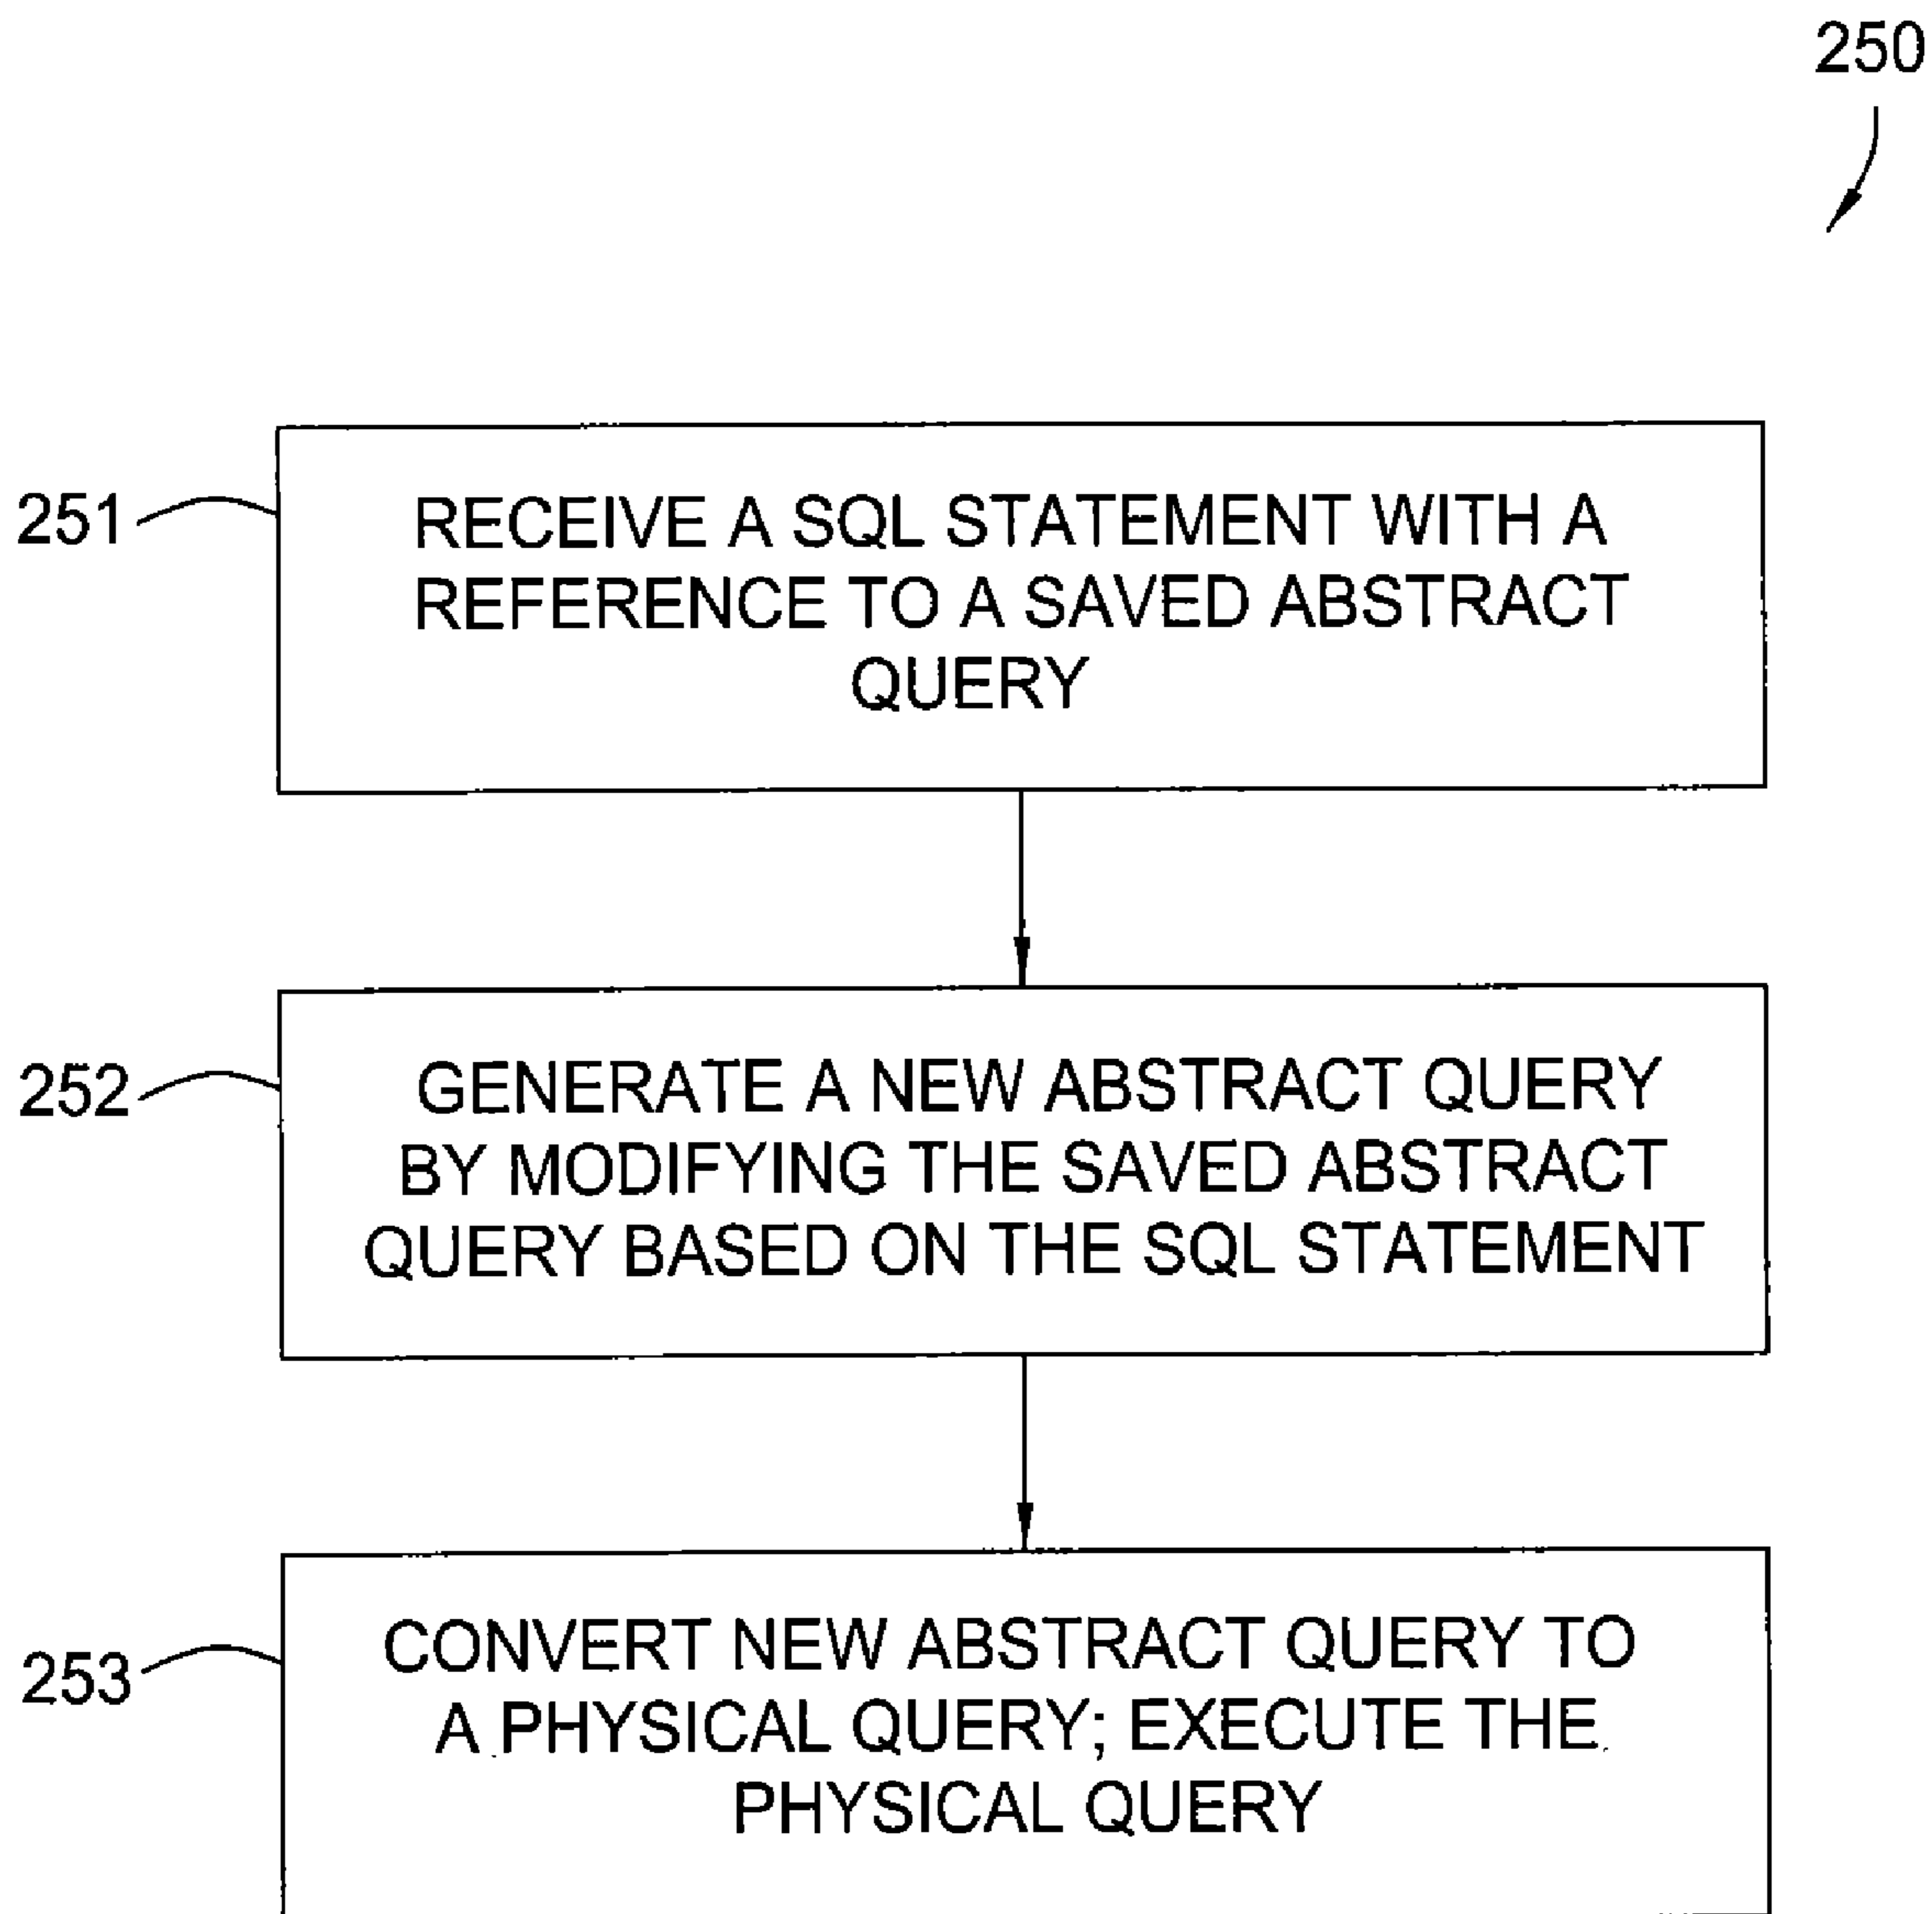 250
251
RECEIVE A SQL STATEMENT WITH A
REFERENCE TO A SAVED ABSTRACT
QUERY
252
GENERATE A NEW ABSTRACT QUERY
BY MODIFYING THE SAVED ABSTRACT
QUERY BASED ON THE SQL STATEMENT
253
CONVERT NEW ABSTRACT QUERY TO
A PHYSICAL QUERY; EXECUTE THE
PHYSICAL QUERY